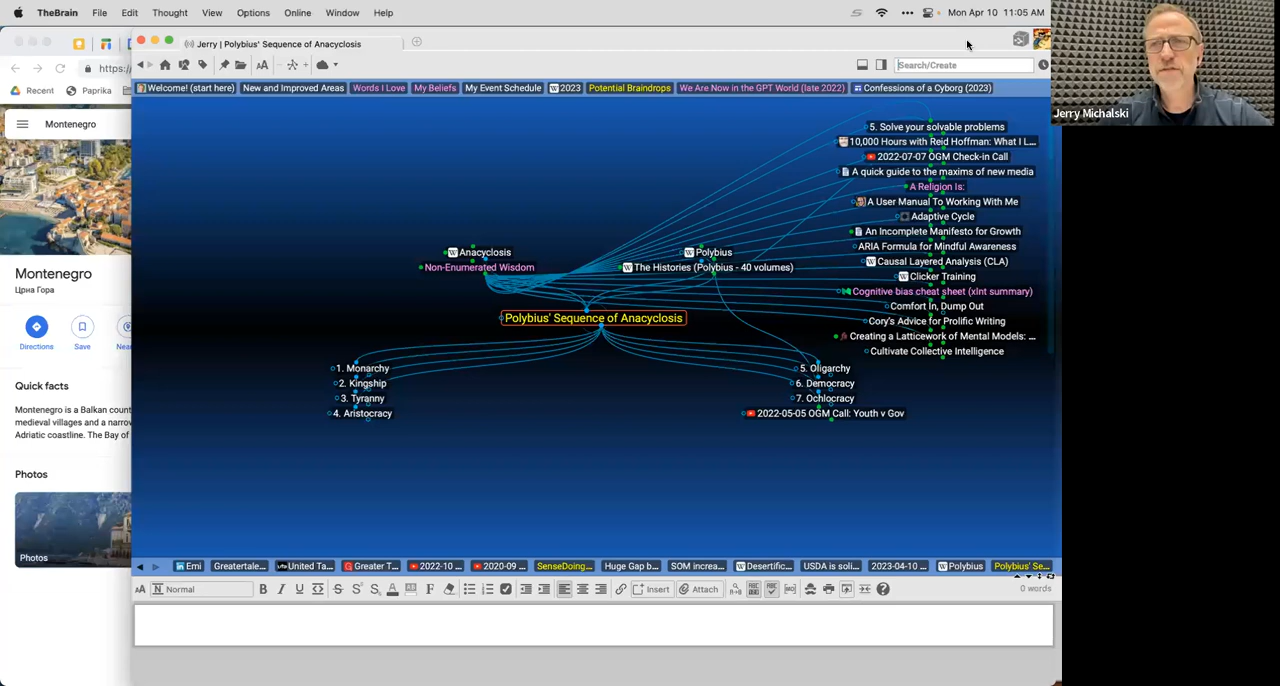 TheBrain File Edit Thought View Options Online Window Help Mon Apr 10 11:05 AM
Jerry | Polybius' Sequence of Anacyclosis
https:/
Search/Create
Recent Paprika
Welcome! (start here) New and Improved Areas Words I Love My Beliefs My Event Schedule 2023 Potential Braindrops We Are Now in the GPT World (late 2022) Confessions of a Cyborg (2023)
Montenegro
Jerry Michalski
5. Solve your solvable problems
10,000 Hours with Reid Hoffman: What I L...
2022-07-07 OGM Check-in Call
A quick guide to the maxims of new media
A Religion Is:
A User Manual To Working With Me
Adaptive Cycle
An Incomplete Manifesto for Growth
ARIA Formula for Mindful Awareness
Causal Layered Analysis (CLA)
Clicker Training
Cognitive bias cheat sheet (xlnt summary)
Comfort In, Dump Out
Cory's Advice for Prolific Writing
Creating a Latticework of Mental Models: ...
Cultivate Collective Intelligence
Anacyclosis
Non-Enumerated Wisdom
Polybius
The Histories (Polybius - 40 volumes)
Polybius' Sequence of Anacyclosis
1. Monarchy
2. Kingship
3. Tyranny
4. Aristocracy
5. Oligarchy
6. Democracy
7. Ochlocracy
2022-05-05 OGM Call: Youth v Gov
Montenegro
Црна Гора
Directions Save Near
Quick facts
Montenegro is a Balkan count
medieval villages and a narrow
Adriatic coastline. The Bay of
Photos
Photos
Emi Greatertale... United Ta... Greater T... 2022-10 ... 2020-09 ... SenseDoing... Huge Gap b... SOM increa... Desertific... USDA is soli... 2023-04-10 ... Polybius Polybius' Se...
Normal Insert Attach 0 words